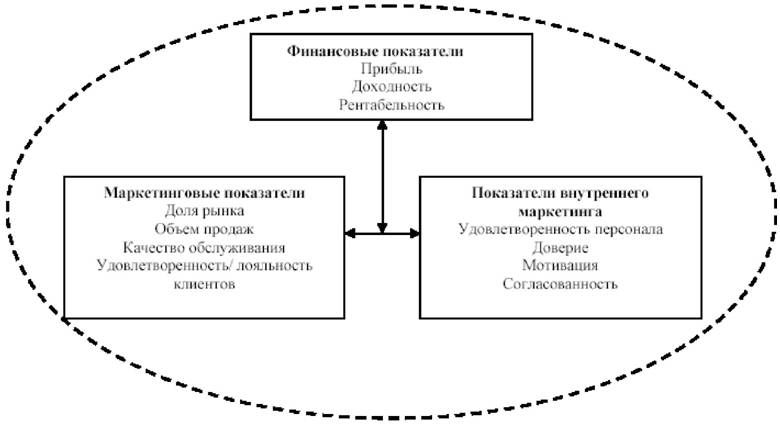 Финансовые показатели
Прибыль
Доходность
Рентабельность
Маркетинговые показатели
Доля рынка
Объем продаж
Качество обслуживания
Удовлетворенность/ лояльность
клиентов
Показатели внутреннего
маркетинга
Удовлетворенность персонала
Доверие
Мотивация
Согласованность